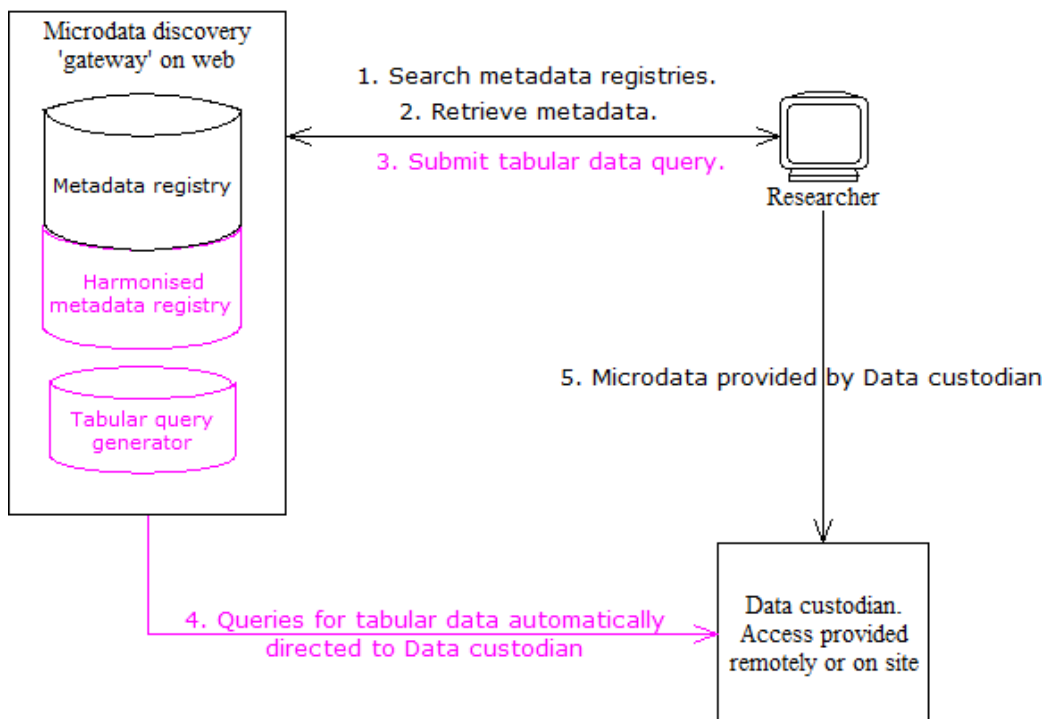 Microdata discovery
'gateway' on web
1. Search metadata registries.
2. Retrieve metadata.
3. Submit tabular data query.
Metadata registry
Researcher
Harmonised
metadata registry
5. Microdata provided by Data custodian
Tabular query
generator
4. Queries for tabular data automatically
directed to Data custodian
Data custodian.
Access provided
remotely or on site